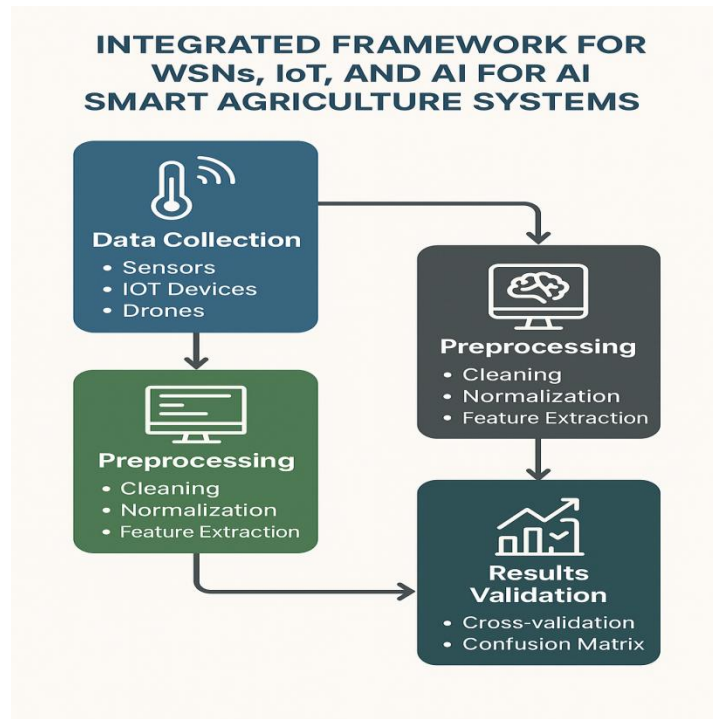 INTEGRATED FRAMEWORK FOR
WSNs, IoT, AND AI FOR AI
SMART AGRICULTURE SYSTEMS
Data Collection
• Sensors
• IOT Devices
• Drones
Preprocessing
• Cleaning
• Normalization
• Feature Extraction
Preprocessing
• Cleaning
• Normalization
• Feature Extraction
Results
Validation
• Cross-validation
• Confusion Matrix